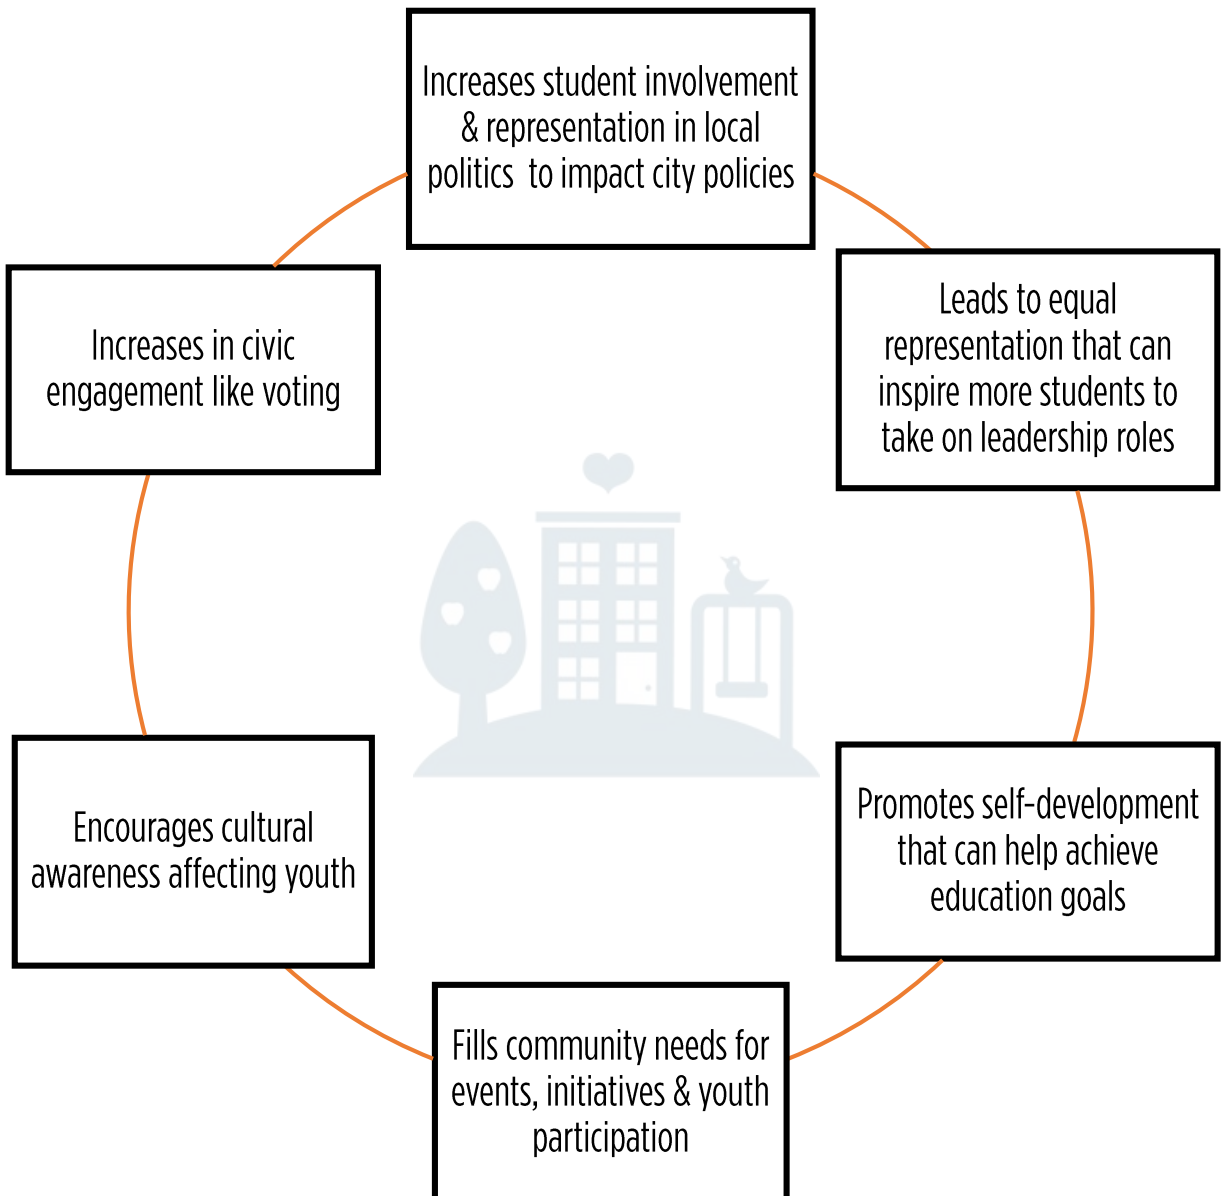 Increases student involvement
& representation in local
politics  to impact city policies
Leads to equal
representation that can
inspire more students to
take on leadership roles
Promotes self-development
that can help achieve
education goals
Fills community needs for
events, initiatives & youth
participation
Encourages cultural
awareness affecting youth
Increases in civic
engagement like voting